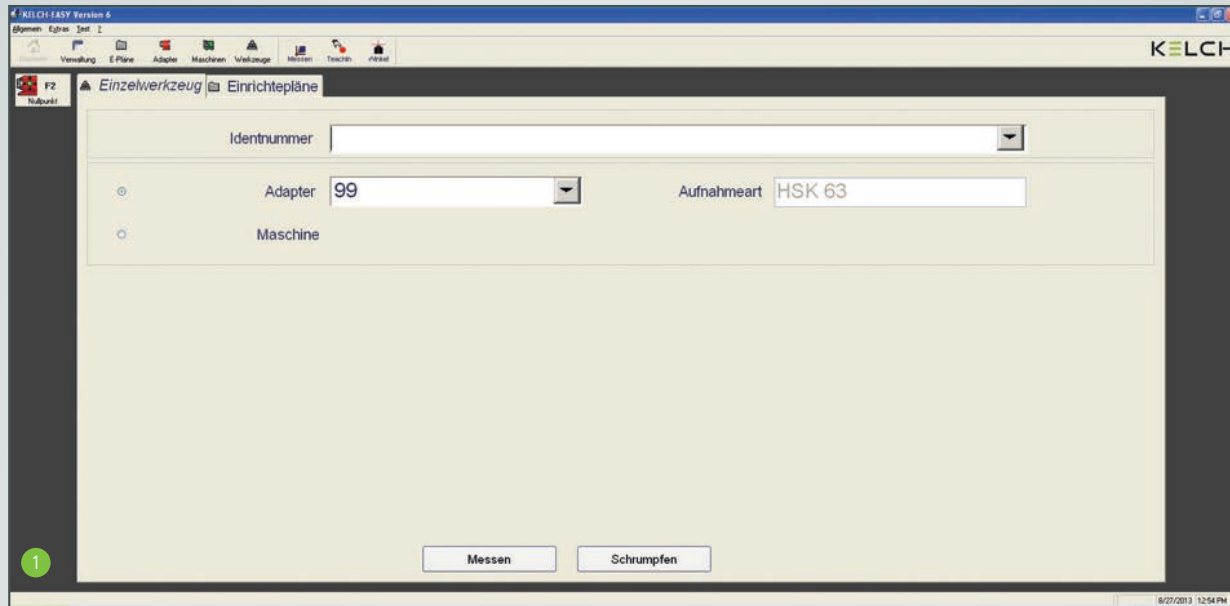 KELCH-EASY Version 6
Allgemein Extras Test ?
Verwaltung E-Pläne Adapter Maschinen Werkzeuge Messen TeachIn Winkel
KELCH
F2
Nullpunkt
Einzelwerkzeug Einrichtepläne
Identnummer
Adapter 99 Aufnahmeart HSK 63
Maschine
Messen Schrumpfen
1
8/27/2013 12:54 PM